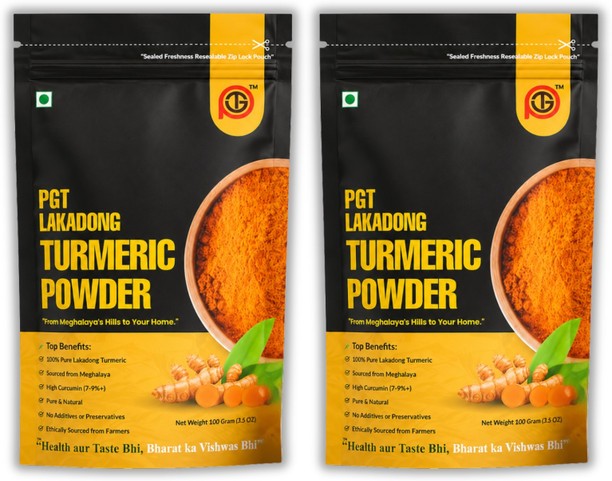 "Sealed Freshness Resealable Zip Lock Pouch"
PGT
TM
PGT
LAKADONG
TURMERIC
POWDER
"From Meghalaya's Hills to Your Home."
Top Benefits:
100% Pure Lakadong Turmeric
Sourced from Meghalaya
High Curcumin (7-9%+)
Pure & Natural
No Additives or Preservatives
Ethically Sourced from Farmers
Net Weight 100 Gram (3.5 OZ)
"Health aur Taste Bhi, Bharat ka Vishwas Bhi"
"Sealed Freshness Resealable Zip Lock Pouch"
PGT
TM
PGT
LAKADONG
TURMERIC
POWDER
"From Meghalaya's Hills to Your Home."
Top Benefits:
100% Pure Lakadong Turmeric
Sourced from Meghalaya
High Curcumin (7-9%+)
Pure & Natural
No Additives or Preservatives
Ethically Sourced from Farmers
Net Weight 100 Gram (3.5 OZ)
"Health aur Taste Bhi, Bharat ka Vishwas Bhi"